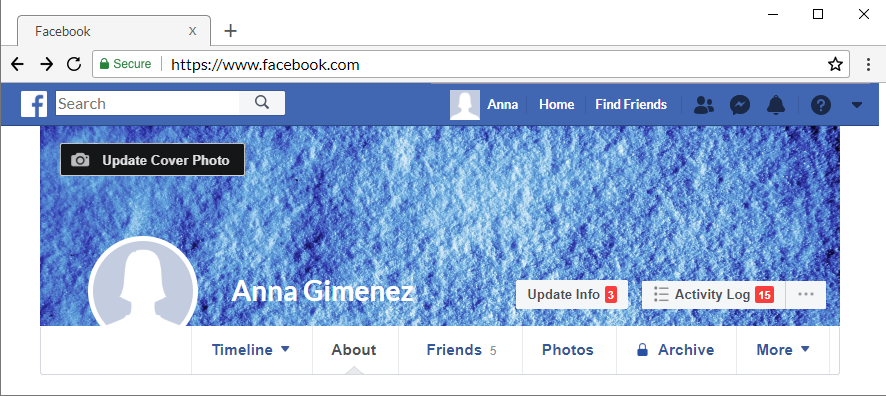 Facebook x
Secure https://www.facebook.com
f Search Anna Home Find Friends
Update Cover Photo
Anna Gimenez Update Info 3 Activity Log 15
Timeline About Friends 5 Photos Archive More